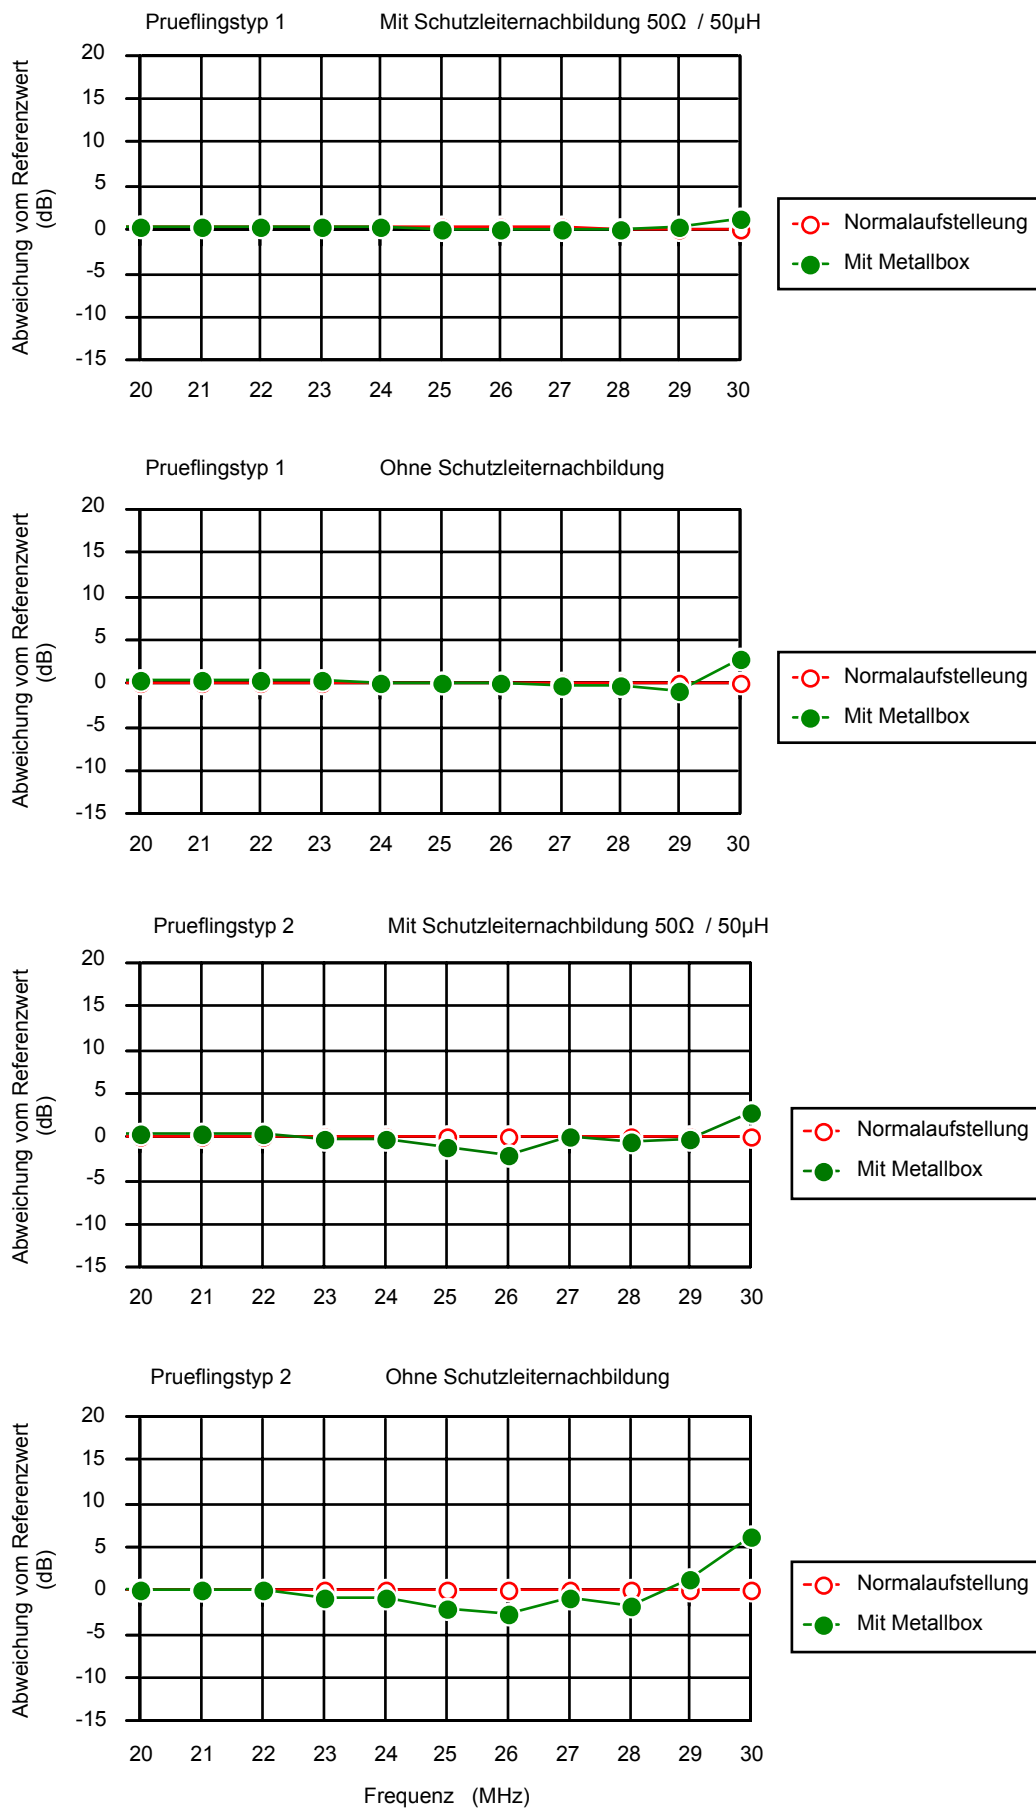 Prueflingstyp 1 Mit Schutzleiternachbildung 50Ω / 50µH
Abweichung vom Referenzwert
(dB)
20
15
10
5
0
-5
-10
-15
20 21 22 23 24 25 26 27 28 29 30
Normalaufstelleung
Mit Metallbox
Prueflingstyp 1 Ohne Schutzleiternachbildung
Abweichung vom Referenzwert
(dB)
20
15
10
5
0
-5
-10
-15
20 21 22 23 24 25 26 27 28 29 30
Normalaufstelleung
Mit Metallbox
Prueflingstyp 2 Mit Schutzleiternachbildung 50Ω / 50µH
Abweichung vom Referenzwert
(dB)
20
15
10
5
0
-5
-10
-15
20 21 22 23 24 25 26 27 28 29 30
Normalaufstellung
Mit Metallbox
Prueflingstyp 2 Ohne Schutzleiternachbildung
Abweichung vom Referenzwert
(dB)
20
15
10
5
0
-5
-10
-15
20 21 22 23 24 25 26 27 28 29 30
Normalaufstellung
Mit Metallbox
Frequenz (MHz)